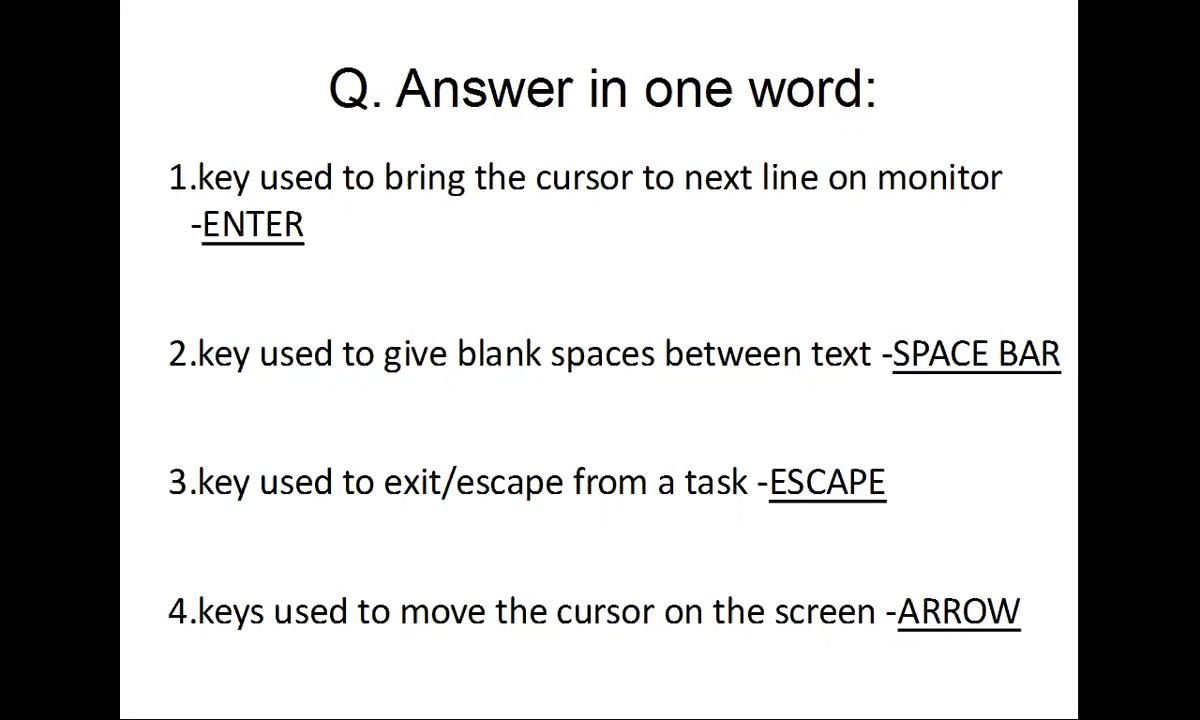 Q. Answer in one word:
1.key used to bring the cursor to next line on monitor
-ENTER
2.key used to give blank spaces between text -SPACE BAR
3.key used to exit/escape from a task -ESCAPE
4.keys used to move the cursor on the screen -ARROW